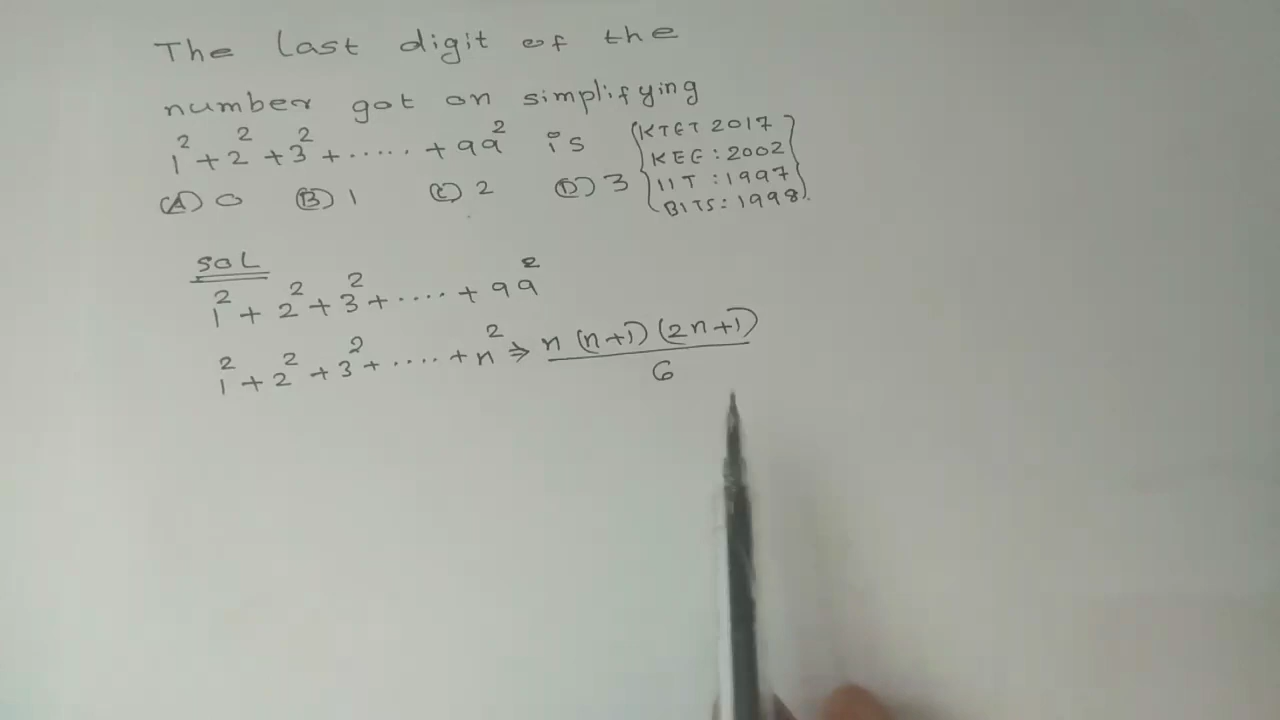 The last digit of the
number got on simplifying
1² + 2² + 3² + ...... + 99² is
(A) 0 (B) 1 (C) 2 (D) 3
{KTET 2017
KEE : 2002
IIT : 1997
BITS : 1998}
SOL
1² + 2² + 3² + .... + 99²
1² + 2² + 3² + .... + n² ⇒ n (n+1) (2n+1)
6